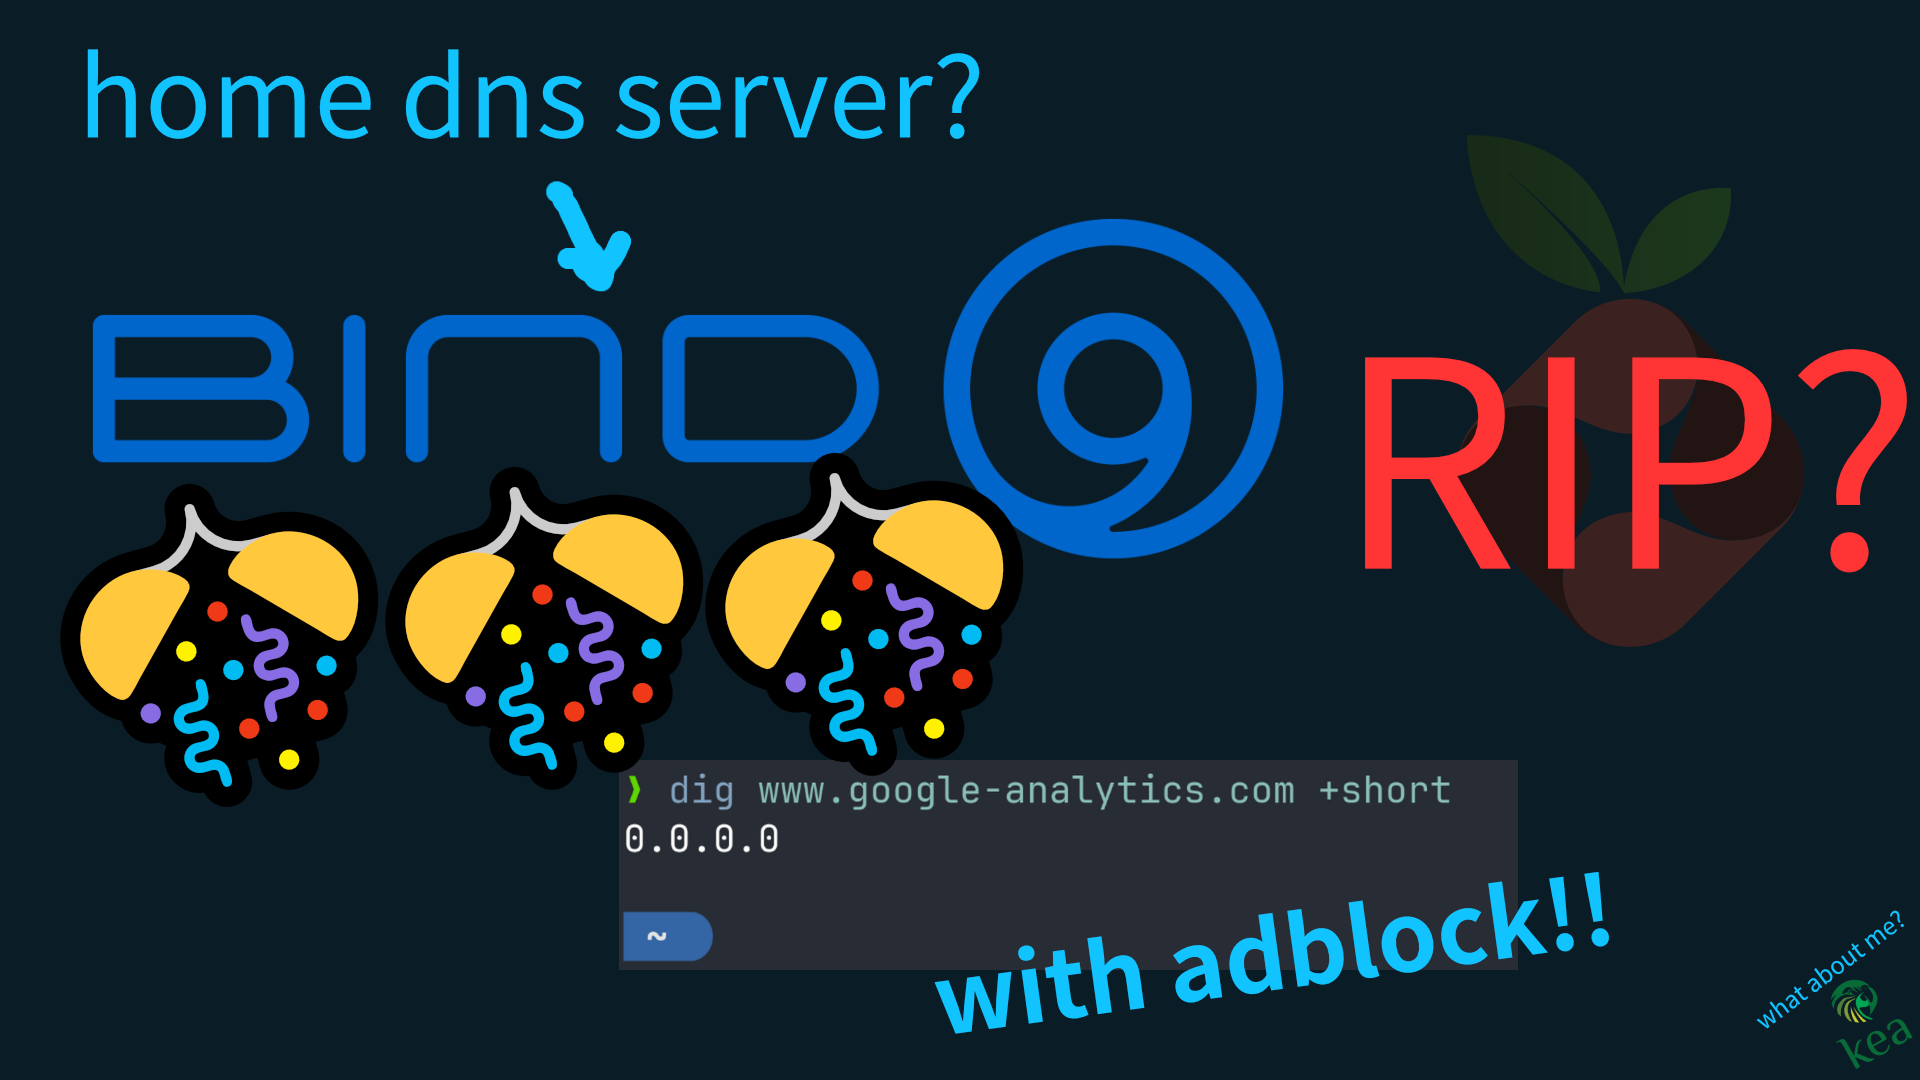 home dns server?
BIND 9
RIP?
❯ dig www.google-analytics.com +short
0.0.0.0
~
with adblock!!
what about me?
kea